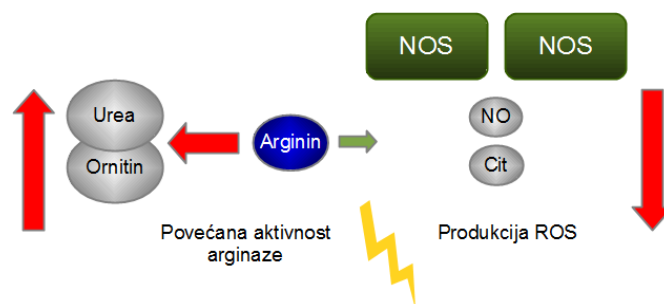 NOS
NOS
Urea
Ornitin
Arginin
NO
Cit
Povećana aktivnost
arginaze
Produkcija ROS